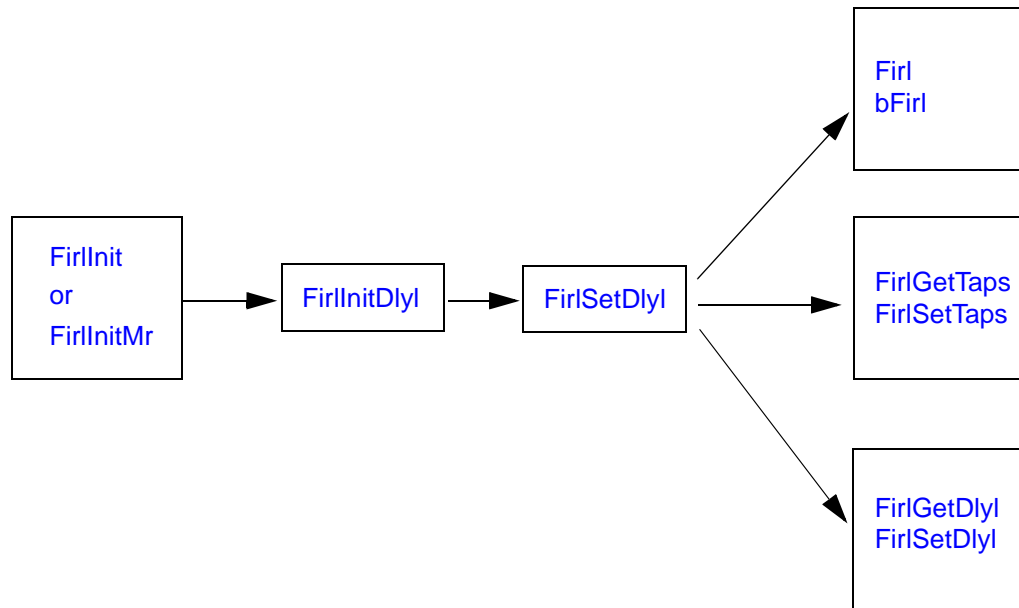 FirlInit
or
FirlInitMr
FirlInitDlyl
FirlSetDlyl
Firl
bFirl
FirlGetTaps
FirlSetTaps
FirlGetDlyl
FirlSetDlyl